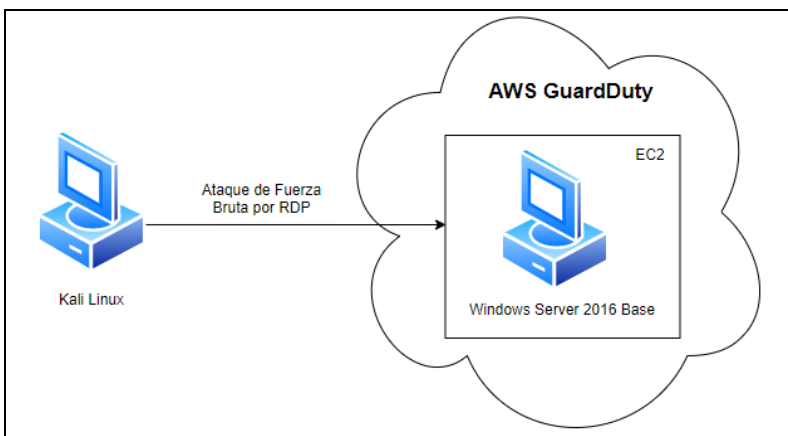 AWS GuardDuty
EC2
Ataque de Fuerza
Bruta por RDP
Kali Linux
Windows Server 2016 Base